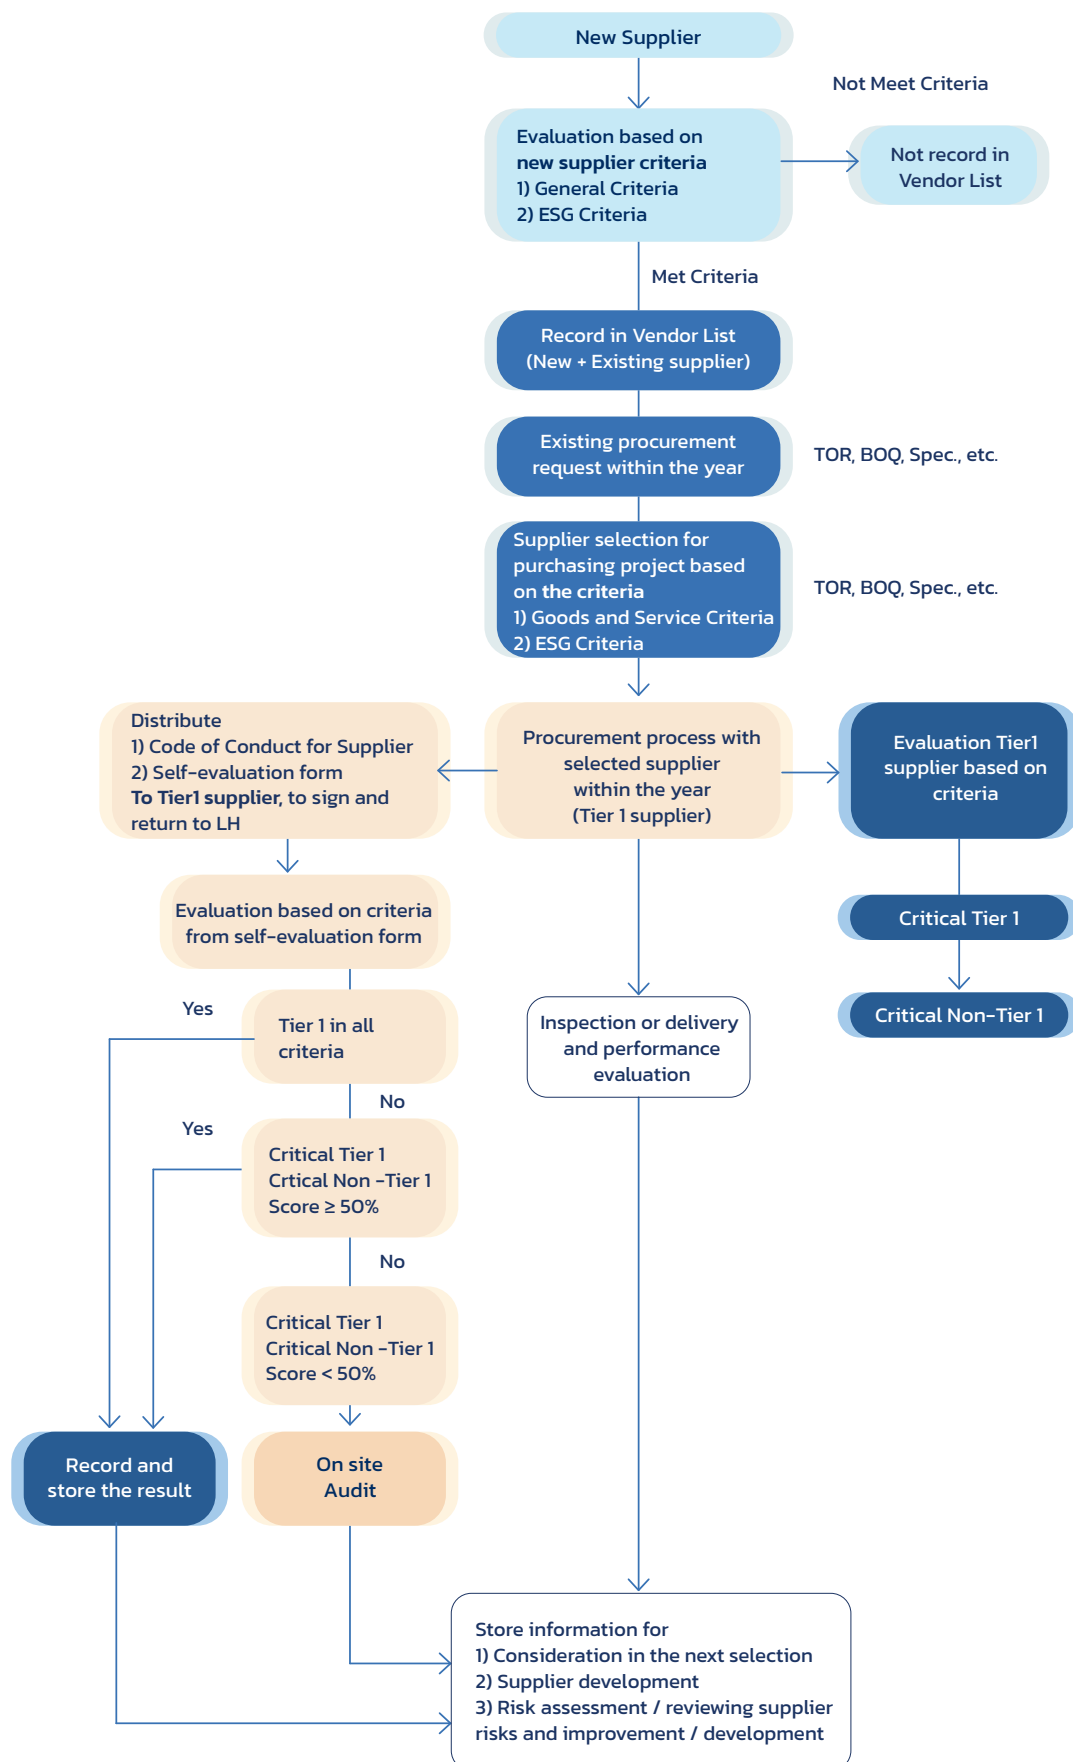 New Supplier
Not Meet Criteria
Evaluation based on
new supplier criteria
1) General Criteria
2) ESG Criteria
Not record in
Vendor List
Met Criteria
Record in Vendor List
(New + Existing supplier)
Existing procurement
request within the year
TOR, BOQ, Spec., etc.
Supplier selection for
purchasing project based
on the criteria
1) Goods and Service Criteria
2) ESG Criteria
TOR, BOQ, Spec., etc.
Distribute
1) Code of Conduct for Supplier
2) Self-evaluation form
To Tier1 supplier, to sign and
return to LH
Procurement process with
selected supplier
within the year
(Tier 1 supplier)
Evaluation Tier1
supplier based on
criteria
Evaluation based on criteria
from self-evaluation form
Critical Tier 1
Critical Non-Tier 1
Yes
Tier 1 in all
criteria
Inspection or delivery
and performance
evaluation
No
Yes
Critical Tier 1
Crtical Non -Tier 1
Score ≥ 50%
No
Critical Tier 1
Critical Non -Tier 1
Score < 50%
Record and
store the result
On site
Audit
Store information for
1) Consideration in the next selection
2) Supplier development
3) Risk assessment / reviewing supplier
risks and improvement / development